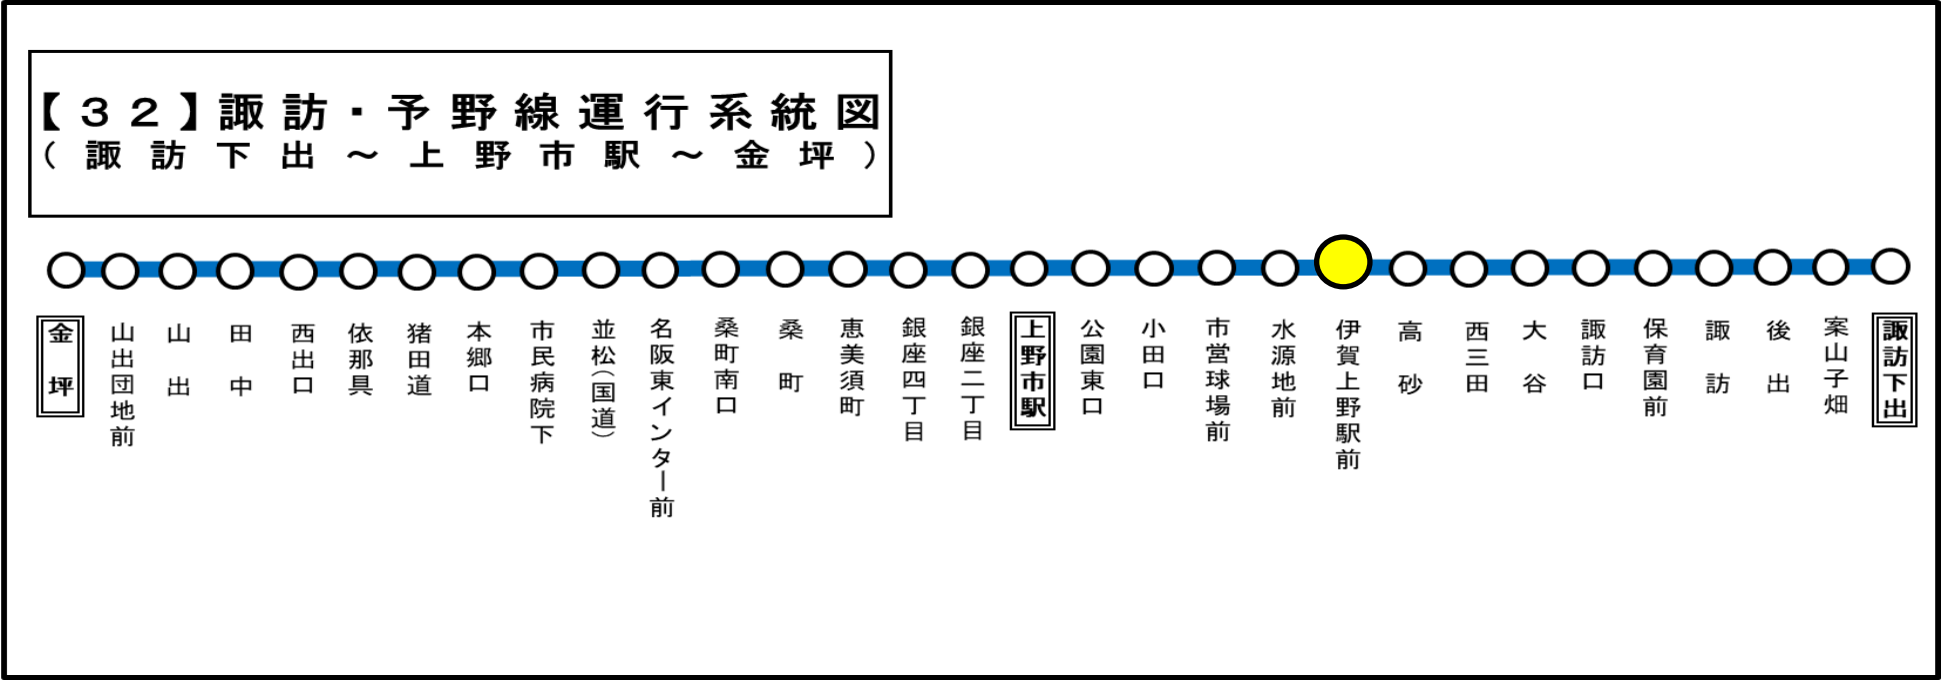 【32】諏訪・予野線運行系統図
(諏訪下出～上野市駅～金坪)
金坪
山出団地前
山出
田中
西出口
依那具
猪田道
本郷口
市民病院下
並松(国道)
名阪東インター前
桑町南口
桑町
恵美須町
銀座四丁目
銀座二丁目
上野市駅
公園東口
小田口
市営球場前
水源地前
伊賀上野駅前
高砂
西三田
大谷
諏訪口
保育園前
諏訪
後出
案山子畑
諏訪下出